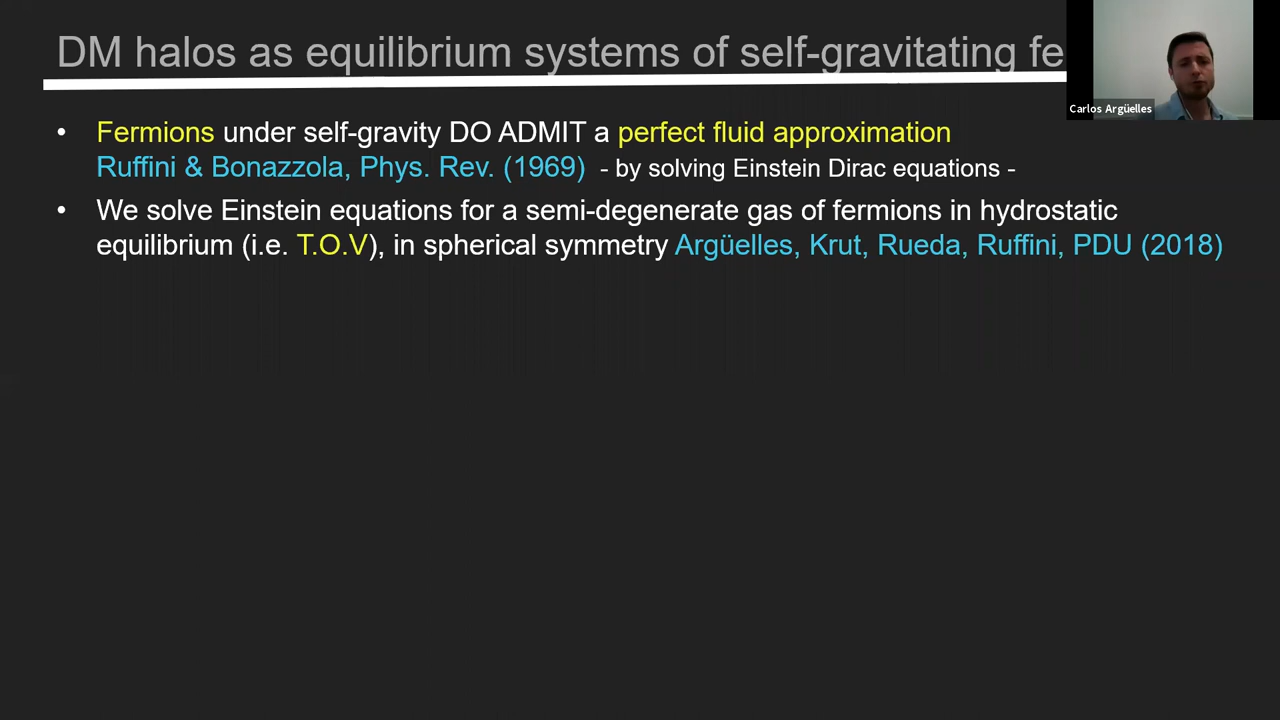 DM halos as equilibrium systems of self-gravitating fe
Carlos Argüelles
• Fermions under self-gravity DO ADMIT a perfect fluid approximation
Ruffini & Bonazzola, Phys. Rev. (1969) - by solving Einstein Dirac equations -
• We solve Einstein equations for a semi-degenerate gas of fermions in hydrostatic
equilibrium (i.e. T.O.V), in spherical symmetry Argüelles, Krut, Rueda, Ruffini, PDU (2018)